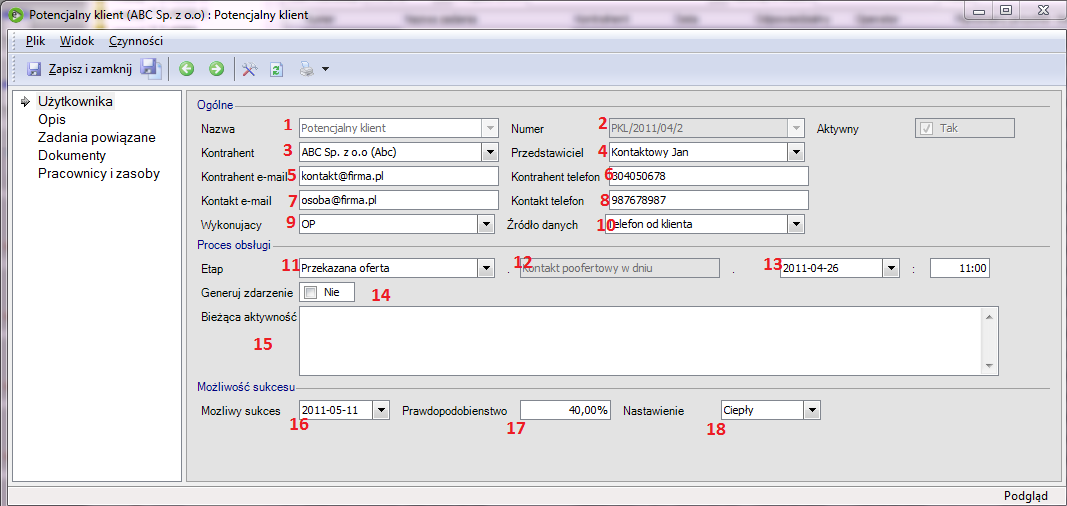 Potencjalny klient (ABC Sp. z o.o) : Potencjalny klient
Plik Widok Czynności
Zapisz i zamknij
Użytkownika
Opis
Zadania powiązane
Dokumenty
Pracownicy i zasoby
Ogólne
Nazwa 1 Potencjalny klient Numer 2 PKL/2011/04/2 Aktywny Tak
Kontrahent 3 ABC Sp. z o.o (Abc) Przedstawiciel 4 Kontaktowy Jan
Kontrahent e-mail 5 kontakt@firma.pl Kontrahent telefon 6 304050678
Kontakt e-mail 7 osoba@firma.pl Kontakt telefon 8 987678987
Wykonujacy 9 OP Źródło danych 10 Telefon od klienta
Proces obsługi
Etap 11 Przekazana oferta . 12 Kontakt poofertowy w dniu . 13 2011-04-26 : 11:00
Generuj zdarzenie Nie 14
Bieżąca aktywność
15
Możliwość sukcesu
Mozliwy sukces 2011-05-11 Prawdopodobienstwo 40,00% Nastawienie Ciepły
16 17 18
Podgląd